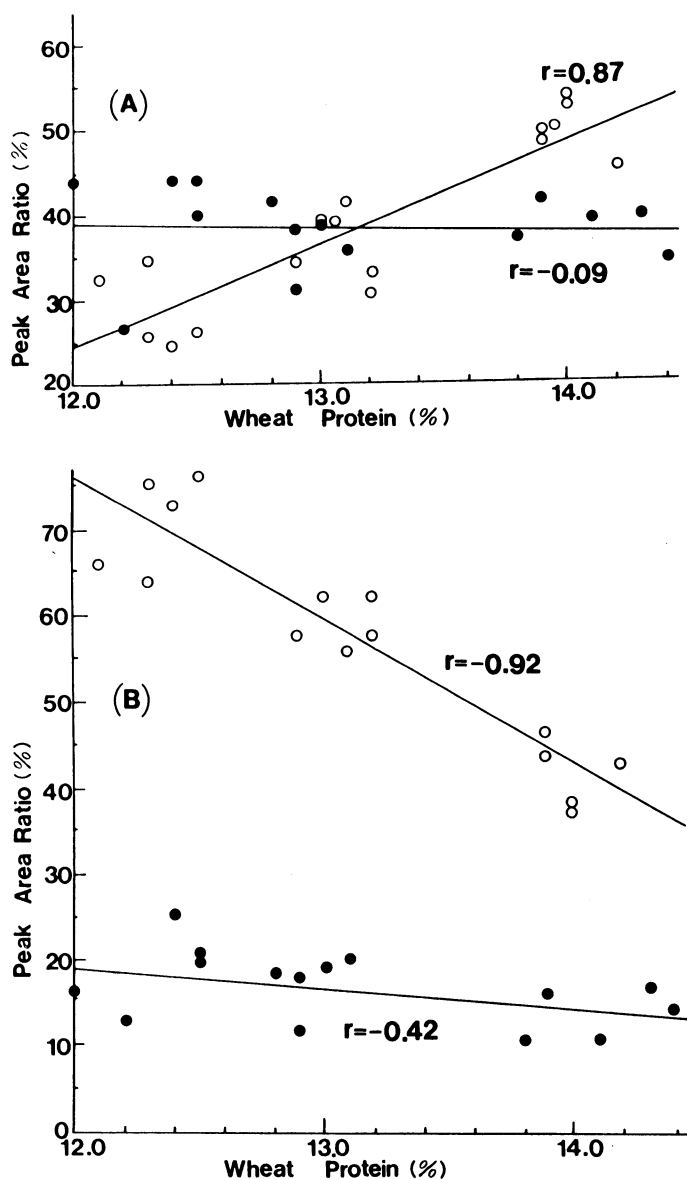 60
(A)
r=0.87
50
40
30
r=-0.09
20
12.0 13.0 14.0
Peak Area Ratio (%)
Wheat Protein (%)
70
60
r=-0.92
50
(B)
40
30
20
r=-0.42
10
0
12.0 13.0 14.0
Peak Area Ratio (%)
Wheat Protein (%)